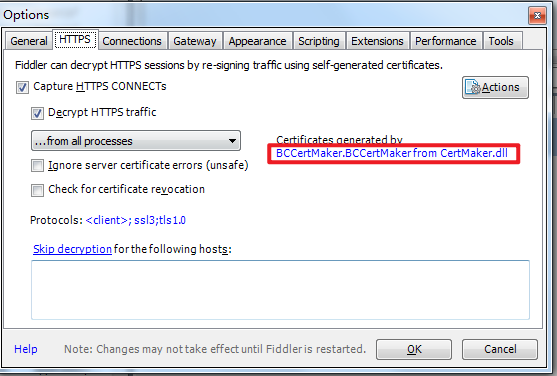 Options
General HTTPS Connections Gateway Appearance Scripting Extensions Performance Tools
Fiddler can decrypt HTTPS sessions by re-signing traffic using self-generated certificates.
Capture HTTPS CONNECTs
Actions
Decrypt HTTPS traffic
...from all processes
Certificates generated by
BCCertMaker.BCCertMaker from CertMaker.dll
Ignore server certificate errors (unsafe)
Check for certificate revocation
Protocols: <client>; ssl3;tls1.0
Skip decryption for the following hosts:
Help Note: Changes may not take effect until Fiddler is restarted. OK Cancel